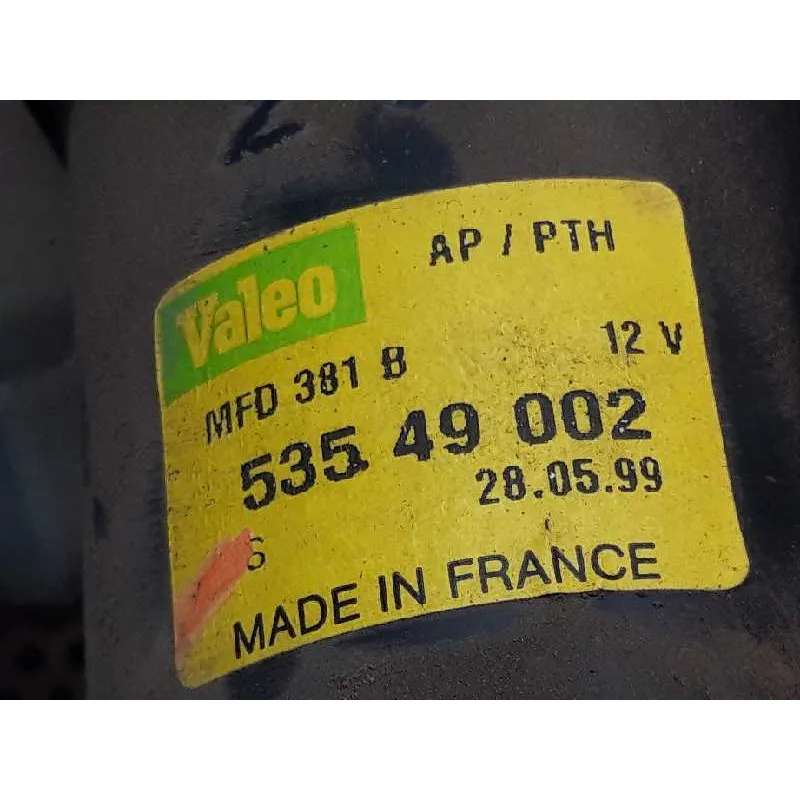 AP / PTH
Valeo
12 V
MFD 381 B
535 49 002
28.05.99
6
MADE IN FRANCE